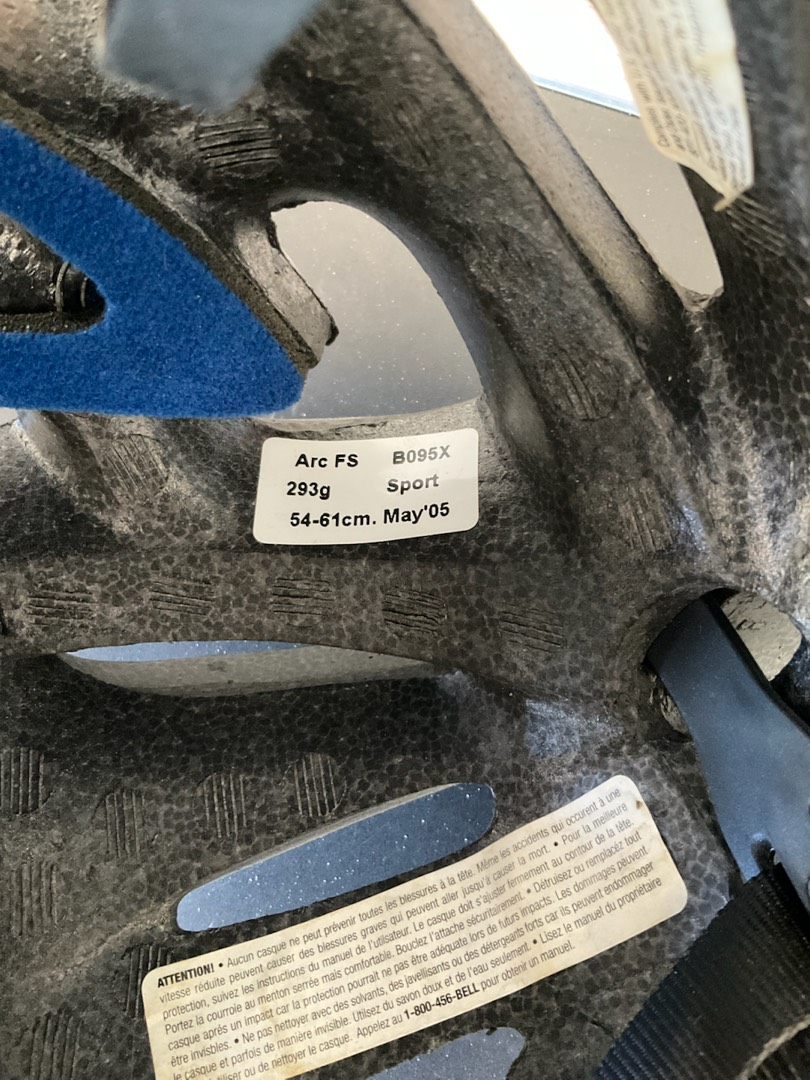 Arc FS B095X
293g Sport
54-61cm. May'05
ATTENTION! • Aucun casque ne peut prévenir toutes les blessures à la tête. Même les accidents qui occurent à une
vitesse réduite peuvent causer des blessures graves qui peuvent aller jusqu'à causer la mort. • Pour la meilleure
protection, suivez les instructions du manuel de l'utilisateur. Le casque doit s'ajuster fermement au contour de la tête.
Portez la courroie au menton serrée mais comfortable. Bouclez l'attache sécuritairement. • Detruisez ou remplacéz tout
casque après un impact car la protection pourrait ne pas être adéquate lors de futurs impacts. Les dommages peuvent
être invisbles. • Ne pas nettoyer avec des solvants, des javellisants ou des détergeants forts car ils peuvent endommager
le casque et parfois de manière invisible. Utilisez du savon doux et de l'eau seulement. • Lisez le manuel du propriétaire
utiliser ou de nettoyer le casque. Appelez au 1-800-456-BELL pour obtenir un manuel.